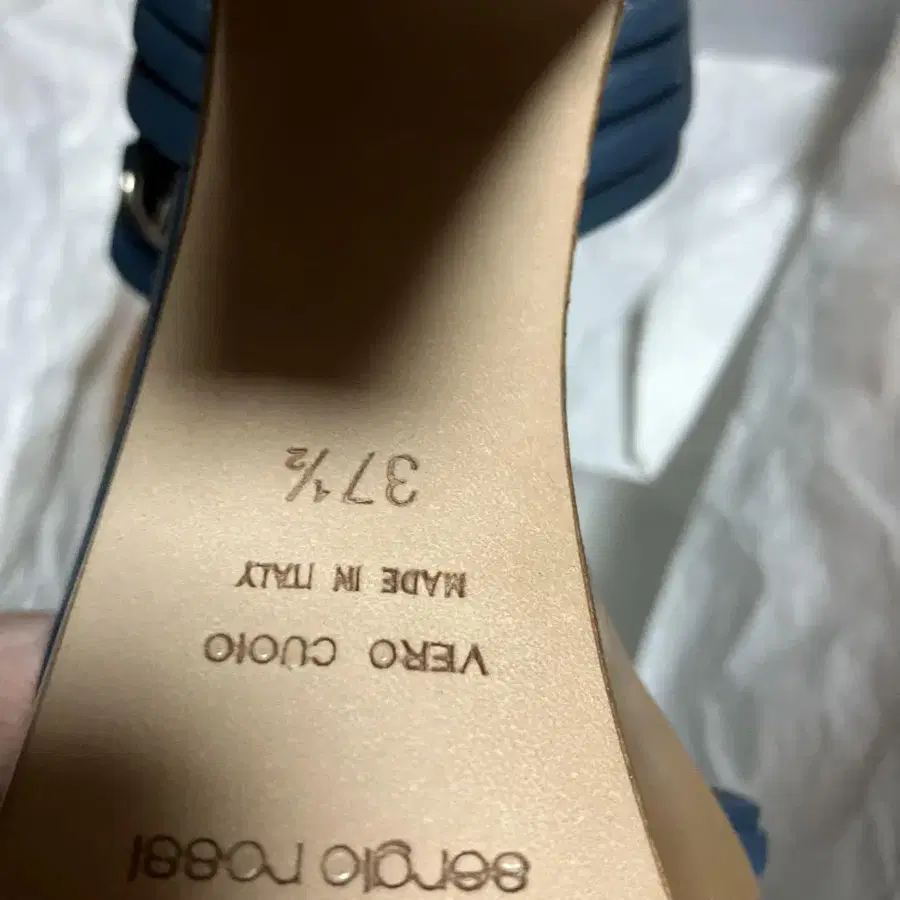 sergio rossi
VERO CUOIO
MADE IN ITALY
37½